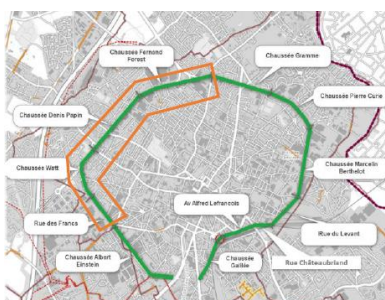 Chaussée Fernand
Forest
Chaussée Gramme
Chaussée Pierre Curie
Chaussée Denis Papin
Chaussée Watt
Chaussée Marcelin
Berthelot
Av Alfred Lefrancois
Rue des Francs
Rue du Levant
Chaussée Albert
Einstein
Chaussée
Galilée
Rue Châteaubriand